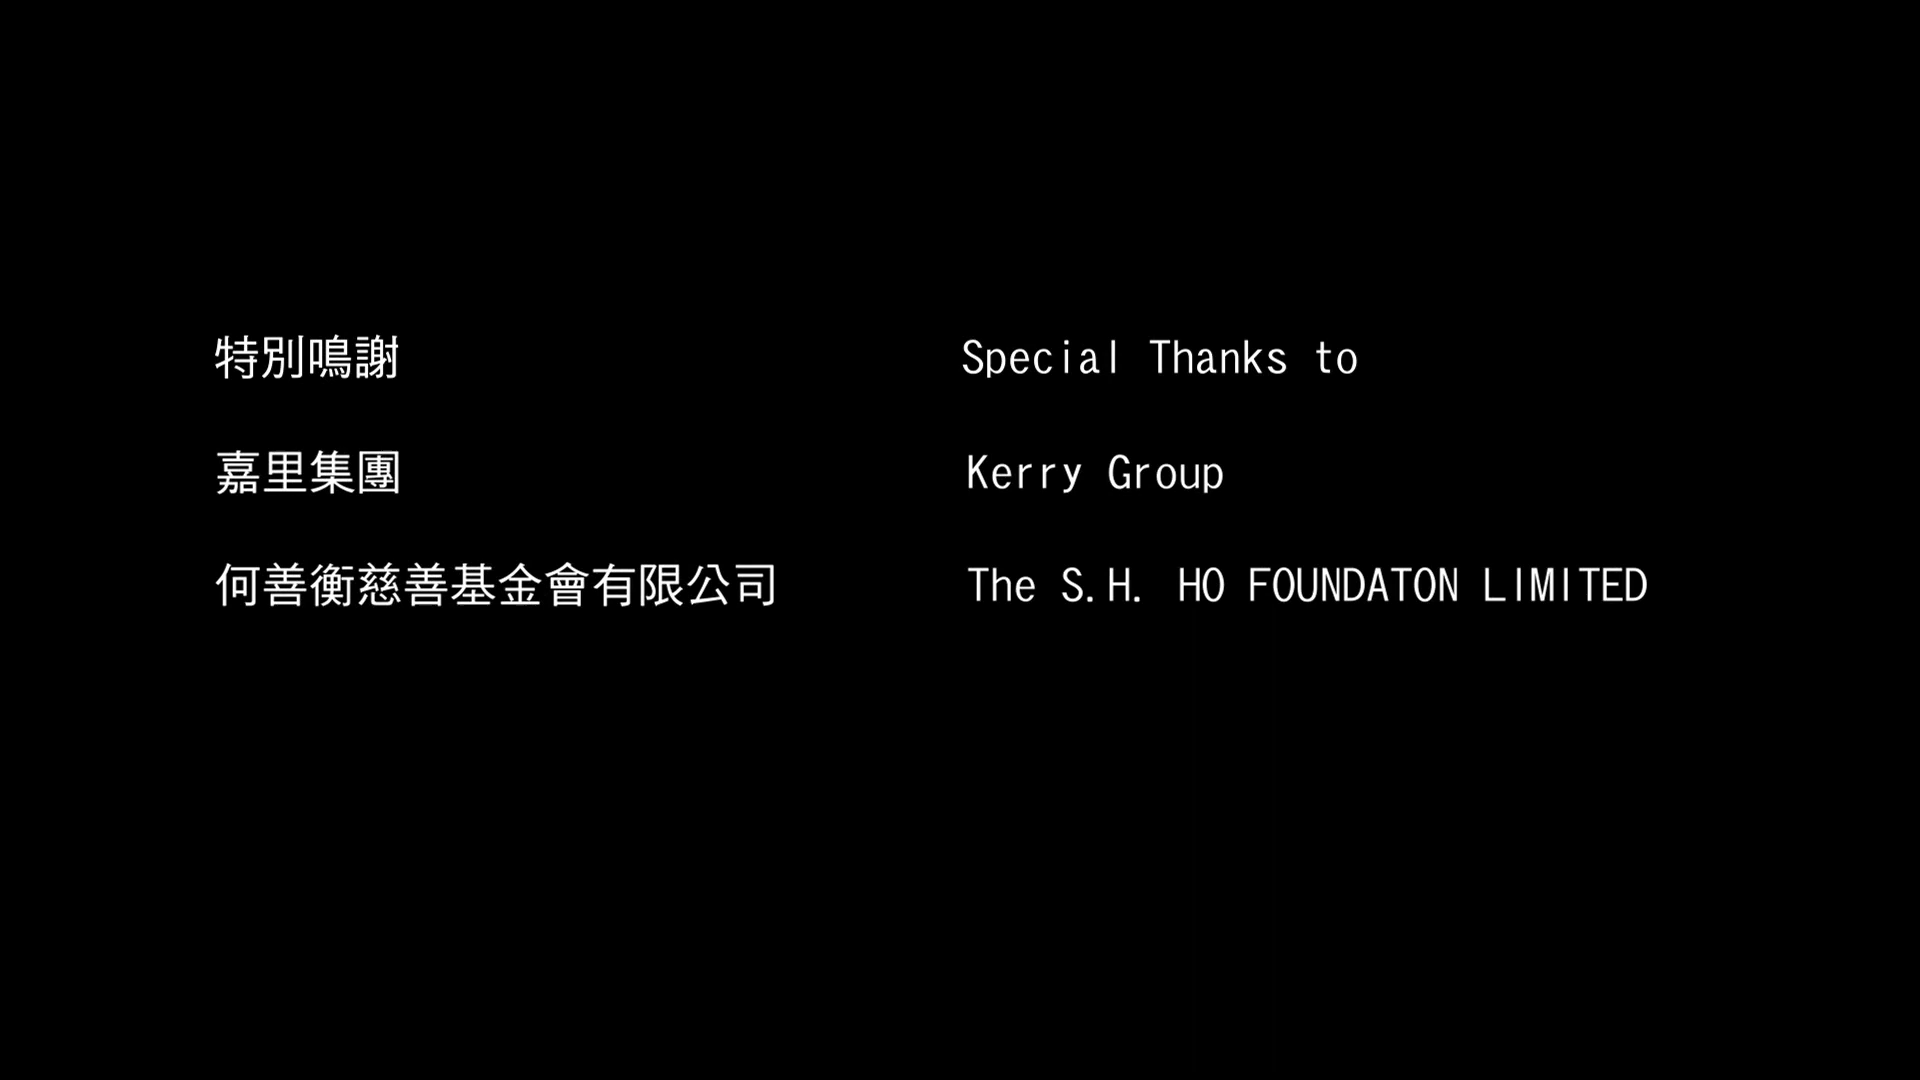 特別鳴謝 Special Thanks to
嘉里集團 Kerry Group
何善衡慈善基金會有限公司 The S.H. HO FOUNDATON LIMITED